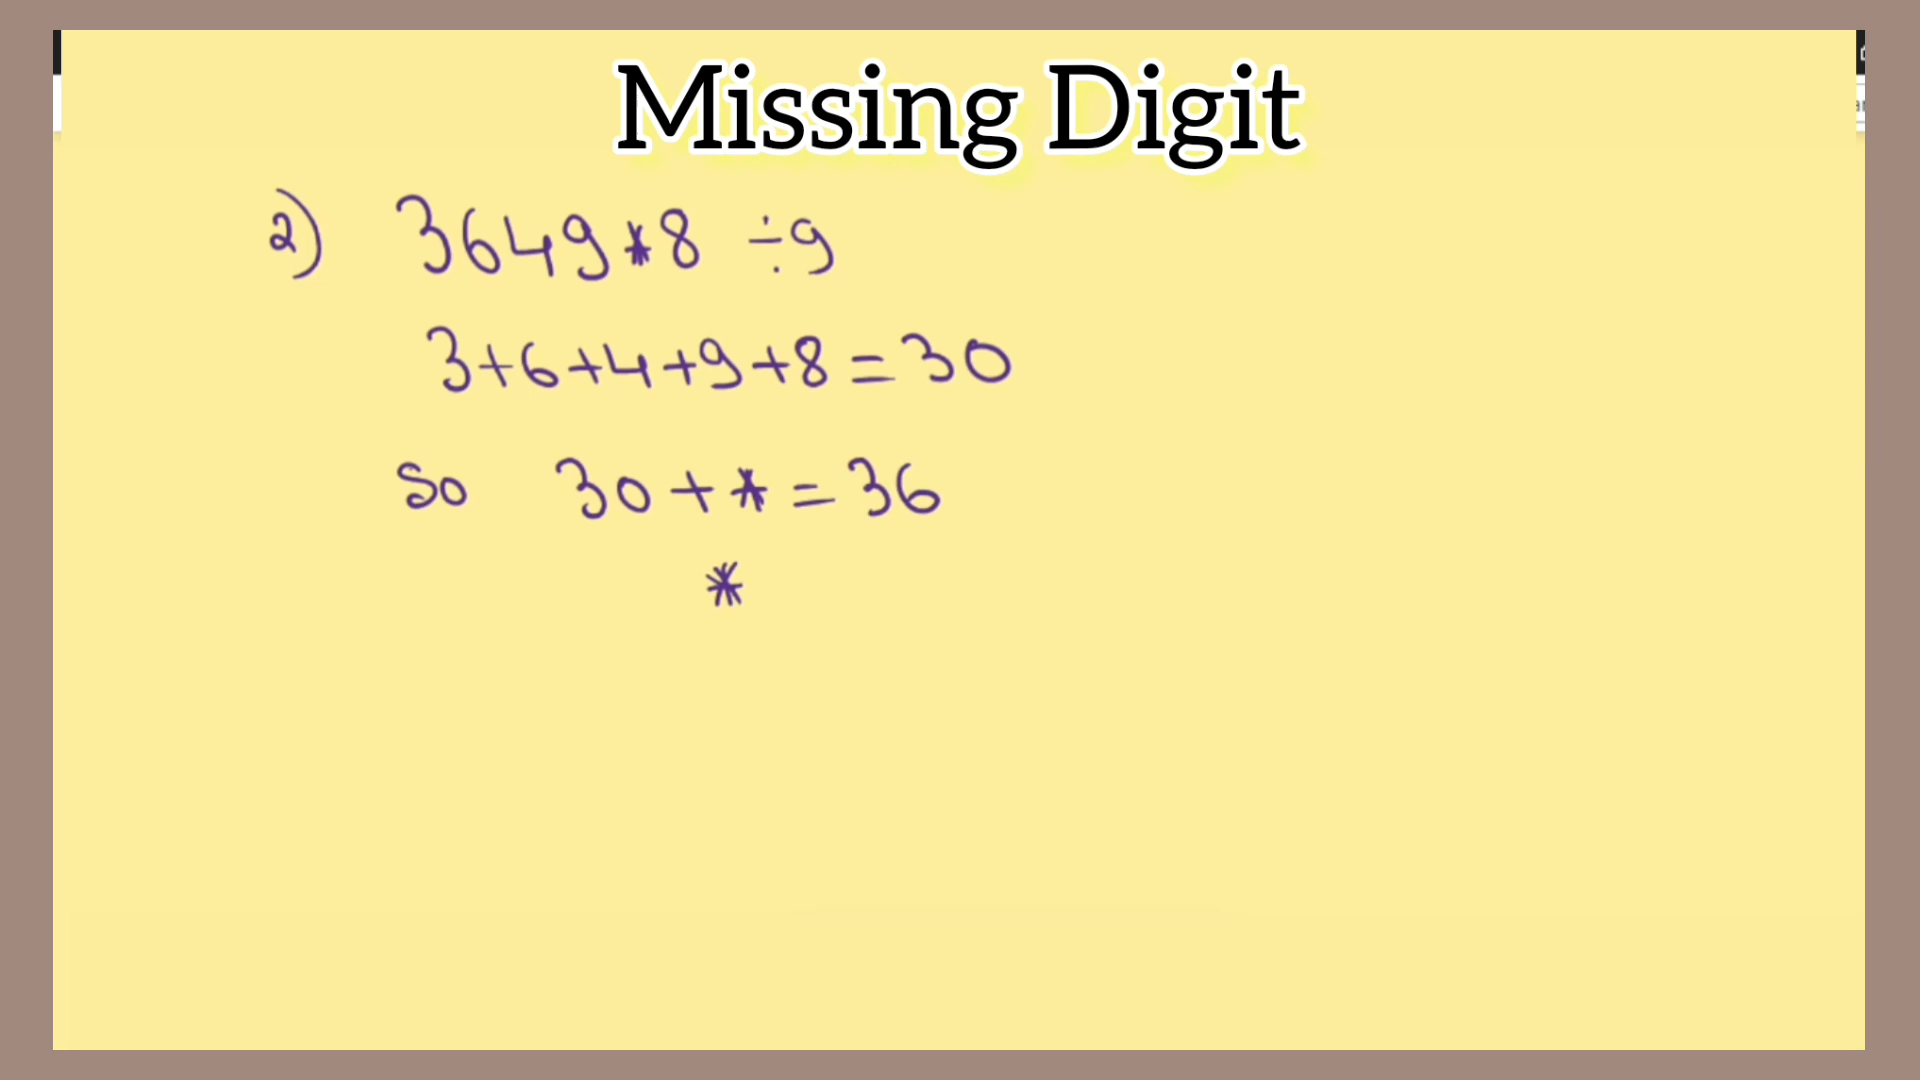 Missing Digit
2) 3649*8 ÷9
3+6+4+9+8=30
So 30+*=36
*